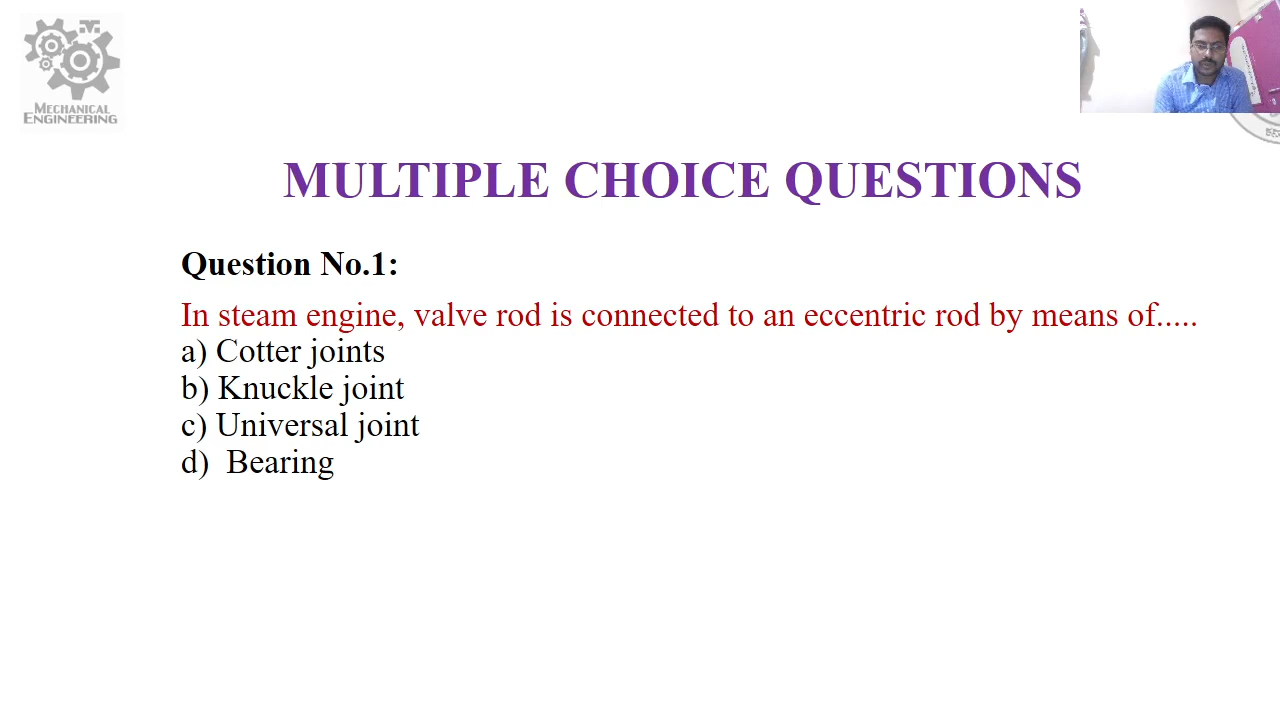 MECHANICAL
ENGINEERING
MULTIPLE CHOICE QUESTIONS
Question No.1:
In steam engine, valve rod is connected to an eccentric rod by means of.....
a) Cotter joints
b) Knuckle joint
c) Universal joint
d) Bearing